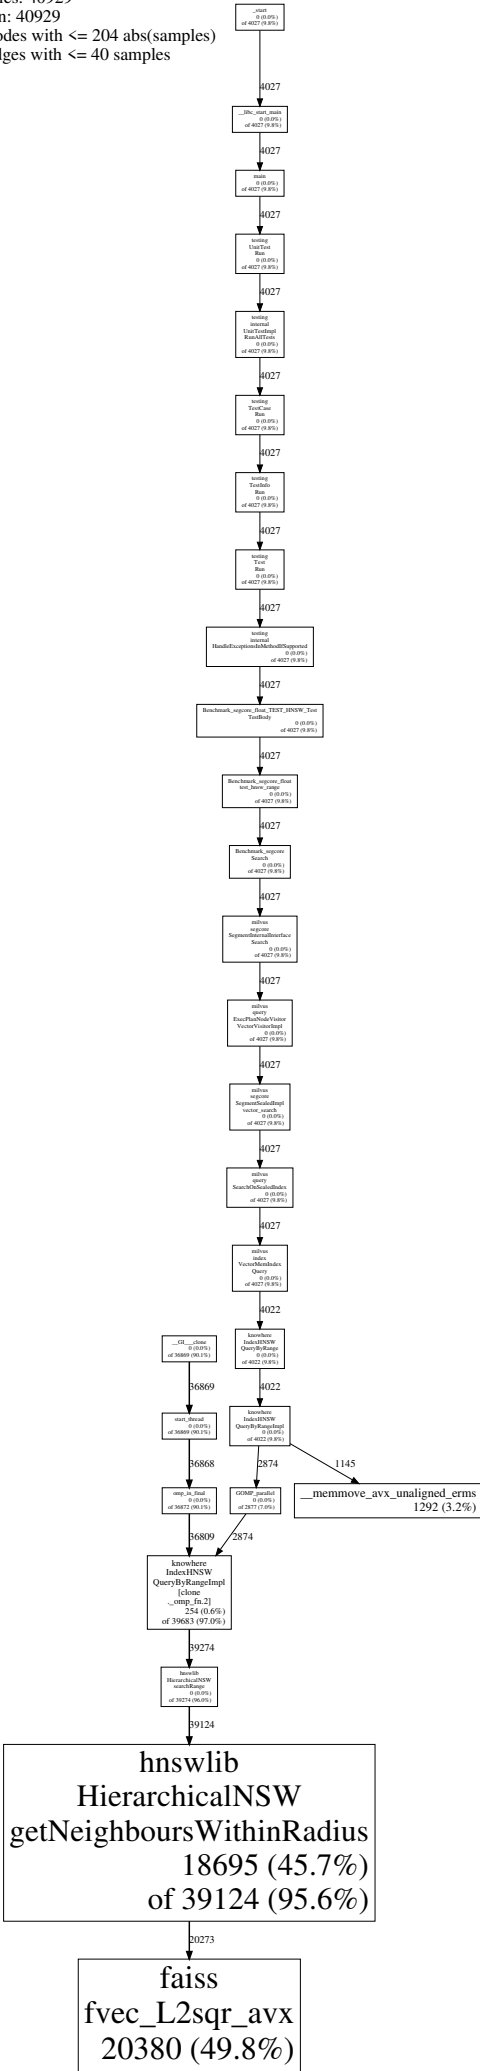 n: 40929
odes with <= 204 abs(samples)
lges with <= 40 samples
_start
0 (0.0%)
of 4027 (9.8%)
4027
__libc_start_main
0 (0.0%)
of 4027 (9.8%)
4027
main
0 (0.0%)
of 4027 (9.8%)
4027
testing
UnitTest
Run
0 (0.0%)
of 4027 (9.8%)
4027
testing
internal
UnitTestImpl
RunAllTests
0 (0.0%)
of 4027 (9.8%)
4027
testing
TestCase
Run
0 (0.0%)
of 4027 (9.8%)
4027
testing
TestInfo
Run
0 (0.0%)
of 4027 (9.8%)
4027
testing
Test
Run
0 (0.0%)
of 4027 (9.8%)
4027
testing
internal
HandleExceptionsInMethodIfSupported
0 (0.0%)
of 4027 (9.8%)
4027
Benchmark_segcore_float_TEST_HNSW_Test
TestBody
0 (0.0%)
of 4027 (9.8%)
4027
Benchmark_segcore_float
test_hnsw_range
0 (0.0%)
of 4027 (9.8%)
4027
Benchmark_segcore
Search
0 (0.0%)
of 4027 (9.8%)
4027
milvus
segcore
SegmentInternalInterface
Search
0 (0.0%)
of 4027 (9.8%)
4027
milvus
query
ExecPlanNodeVisitor
VectorVisitorImpl
0 (0.0%)
of 4027 (9.8%)
4027
milvus
segcore
SegmentSealedImpl
vector_search
0 (0.0%)
of 4027 (9.8%)
4027
milvus
query
SearchOnSealedIndex
0 (0.0%)
of 4027 (9.8%)
4027
milvus
index
VectorMemIndex
Query
0 (0.0%)
of 4027 (9.8%)
4022
__GI___clone
0 (0.0%)
of 36869 (90.1%)
knowhere
IndexHNSW
QueryByRange
0 (0.0%)
of 4022 (9.8%)
36869
4022
start_thread
0 (0.0%)
of 36869 (90.1%)
knowhere
IndexHNSW
QueryByRangeImpl
0 (0.0%)
of 4022 (9.8%)
36868
2874
1145
omp_in_final
0 (0.0%)
of 36872 (90.1%)
GOMP_parallel
0 (0.0%)
of 2877 (7.0%)
__memmove_avx_unaligned_erms
1292 (3.2%)
36809
2874
knowhere
IndexHNSW
QueryByRangeImpl
[clone
._omp_fn.2]
254 (0.6%)
of 39683 (97.0%)
39274
hnswlib
HierarchicalNSW
searchRange
0 (0.0%)
of 39274 (96.0%)
39124
hnswlib
HierarchicalNSW
getNeighboursWithinRadius
18695 (45.7%)
of 39124 (95.6%)
20273
faiss
fvec_L2sqr_avx
20380 (49.8%)